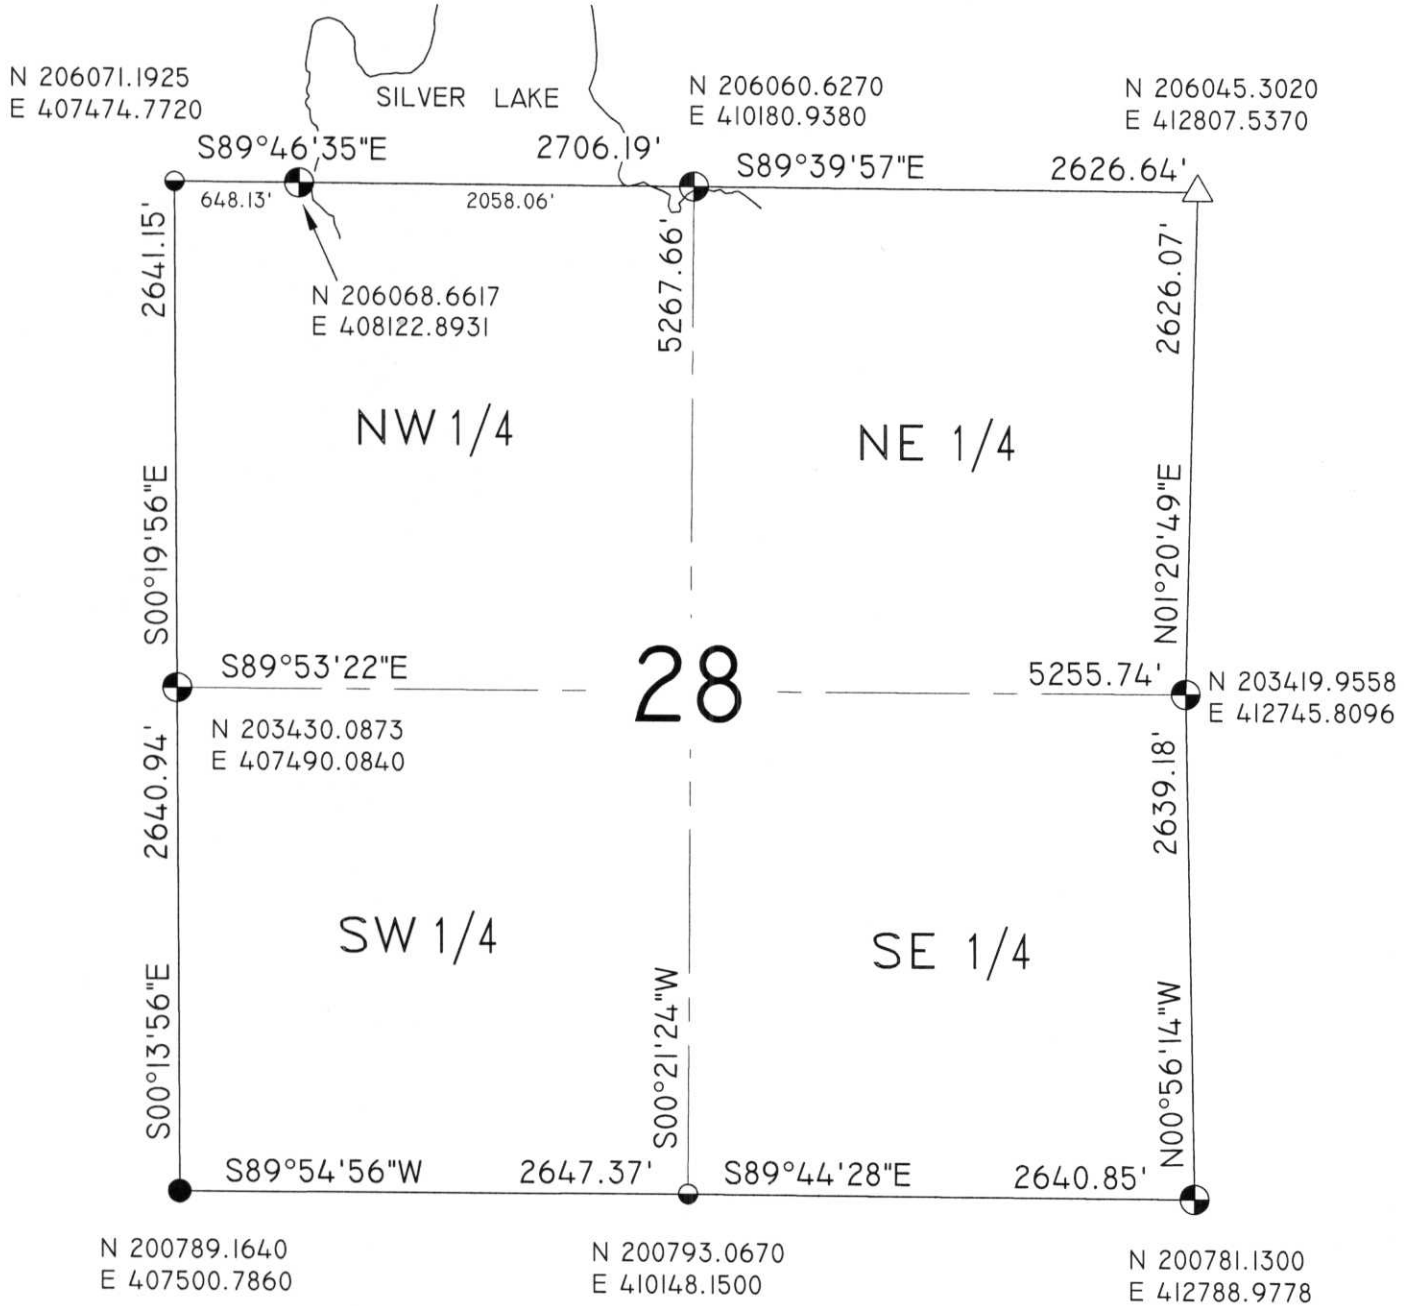 N 206071.1925
E 407474.7720
SILVER LAKE
N 206060.6270
E 410180.9380
N 206045.3020
E 412807.5370
S89°46'35"E
2706.19'
S89°39'57"E
2626.64'
648.13'
2058.06'
2641.15'
5267.66'
2626.07'
N 206068.6617
E 408122.8931
NW 1/4
NE 1/4
S00°19'56"E
N01°20'49"E
28
S89°53'22"E
5255.74'
N 203419.9558
E 412745.8096
N 203430.0873
E 407490.0840
2640.94'
2639.18'
SW 1/4
SE 1/4
S00°13'56"E
S00°21'24"W
N00°56'14"W
S89°54'56"W
2647.37'
S89°44'28"E
2640.85'
N 200789.1640
E 407500.7860
N 200793.0670
E 410148.1500
N 200781.1300
E 412788.9778